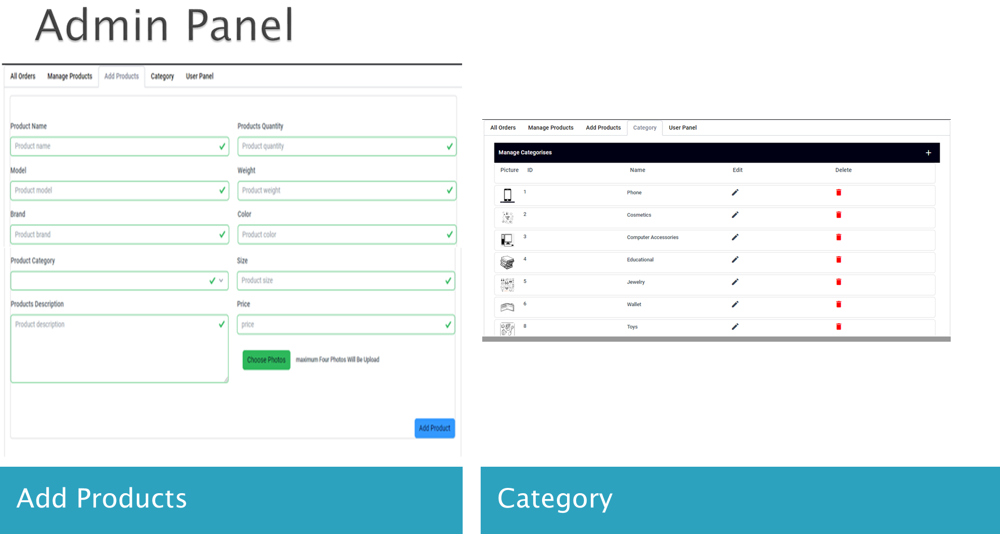 Admin Panel
All Orders Manage Products Add Products Category User Panel
Product Name Products Quantity
Product name Product quantity
Model Weight
Product model Product weight
Brand Color
Product brand Product color
Product Category Size
Product size
Products Description Price
Product description price
Choose Photos maximum Four Photos Will Be Upload
Add Product
Add Products
All Orders Manage Products Add Products Category User Panel
Manage Categorises +
Picture ID Name Edit Delete
1 Phone
2 Cosmetics
3 Computer Accessories
4 Educational
5 Jewelry
6 Wallet
8 Toys
Category